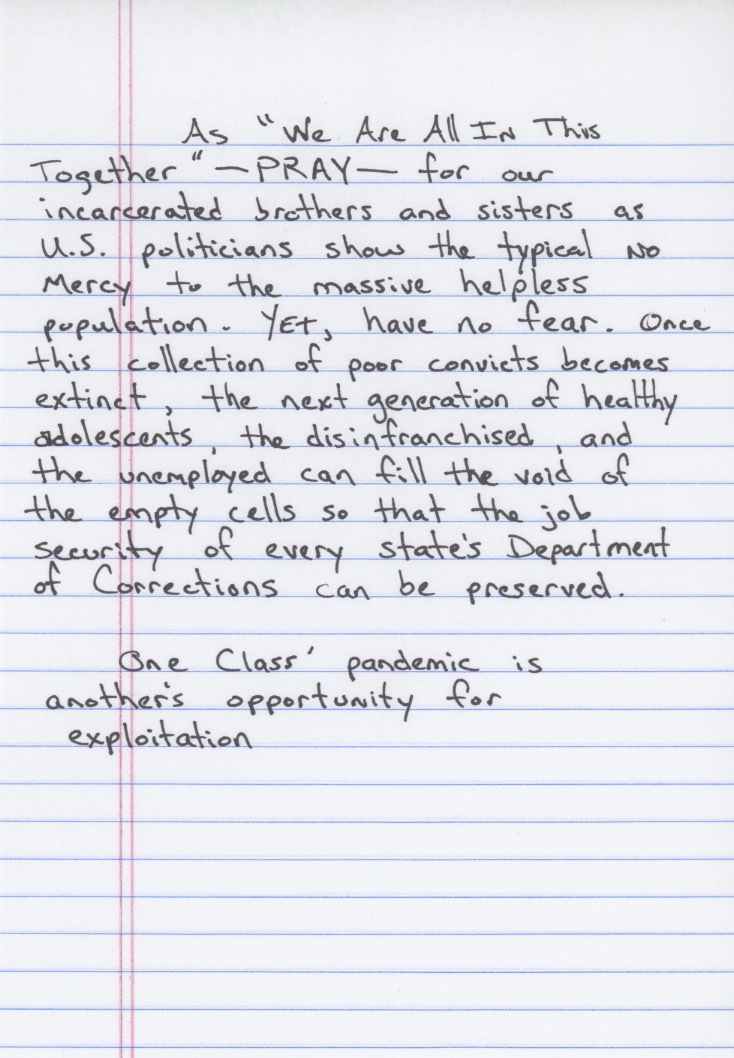 As "We Are All In This
Together" —PRAY— for our
incarcerated brothers and sisters as
U.S. politicians show the typical No
Mercy to the massive helpless
population. YEt, have no fear. Once
this collection of poor convicts becomes
extinct, the next generation of healthy
adolescents, the disinfranchised, and
the unemployed can fill the void of
the empty cells so that the job
security of every state's Department
of Corrections can be preserved.
One Class' pandemic is
another's opportunity for
exploitation